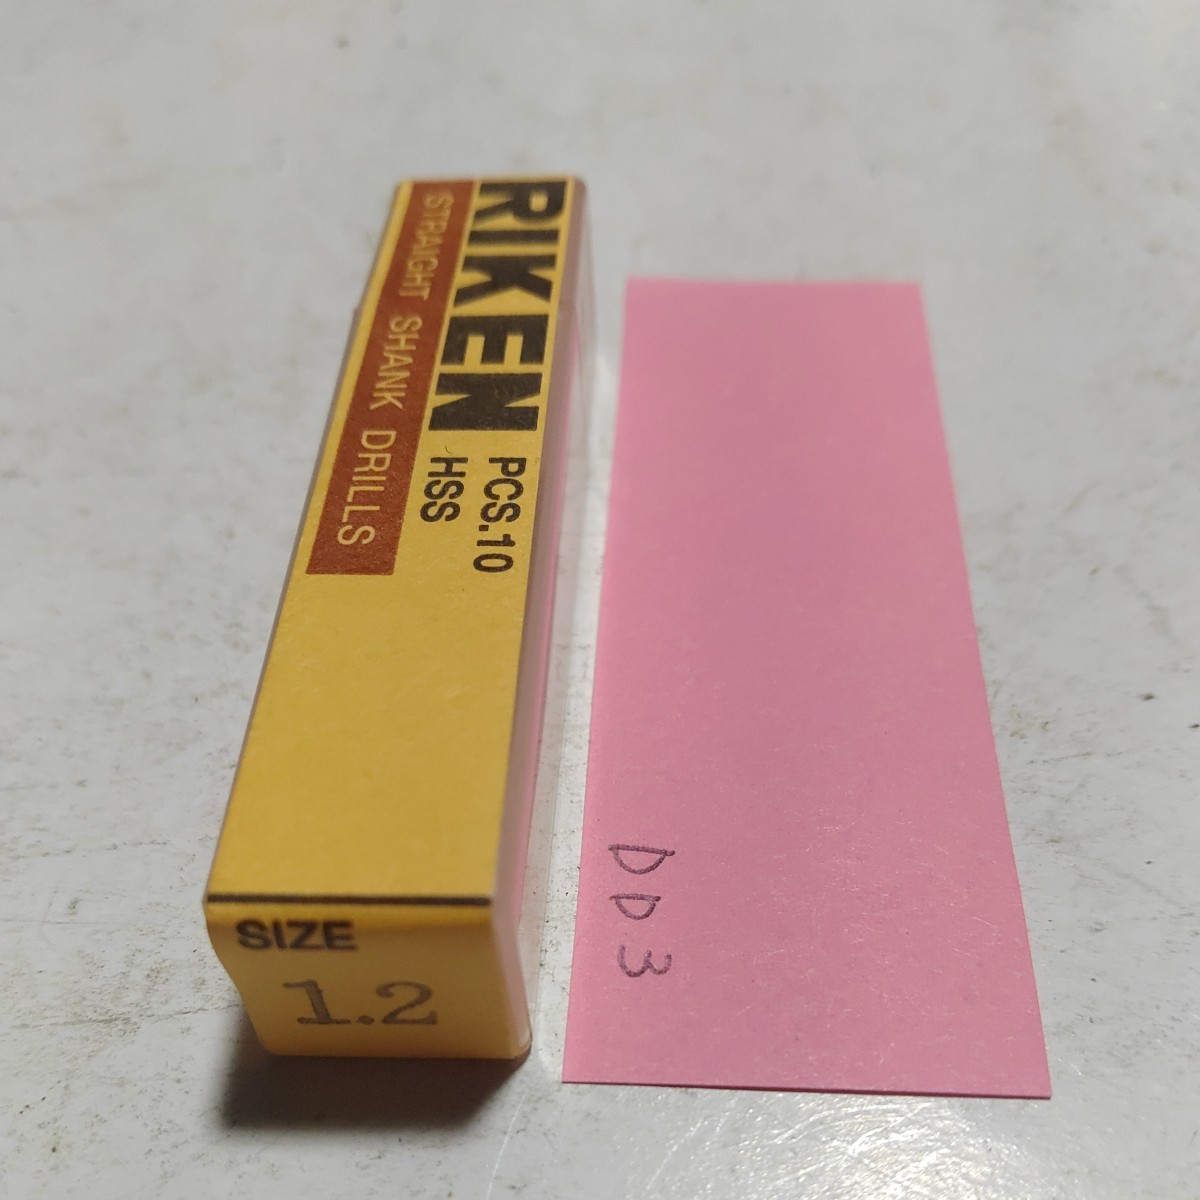 RIKEN
STRAIGHT SHANK DRILLS
PCS.10
HSS
SIZE
1.2
DD3